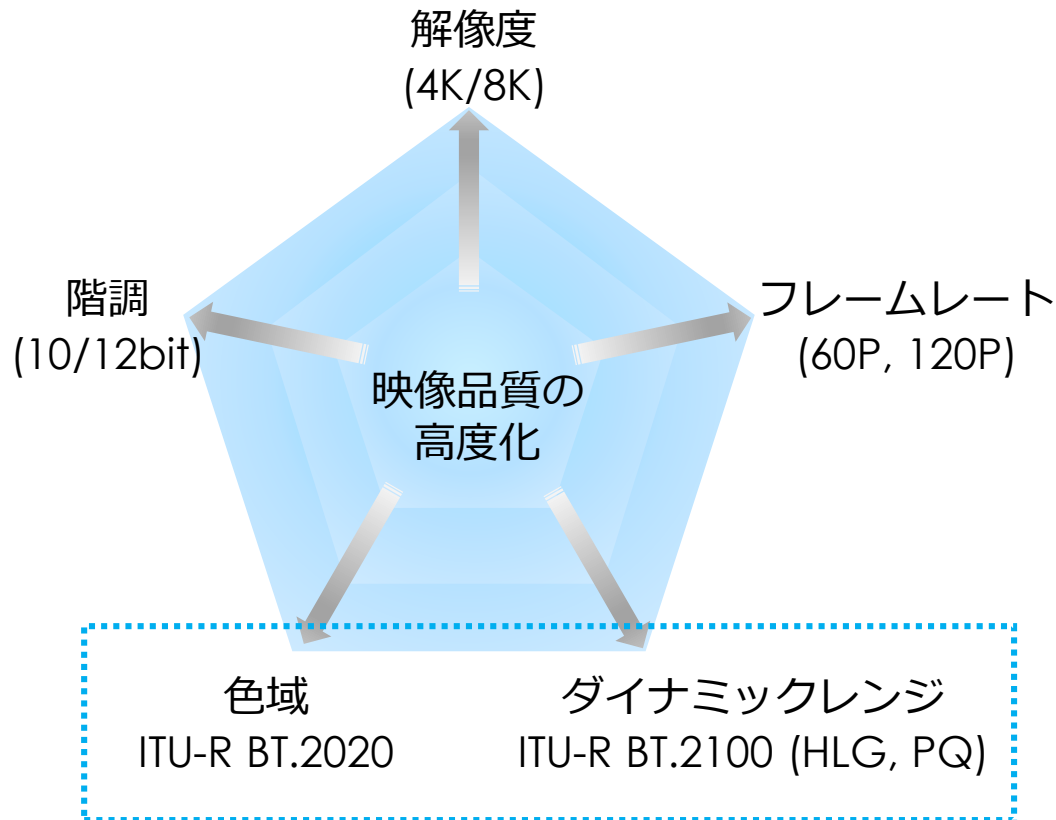 解像度
(4K/8K)
階調
(10/12bit)
フレームレート
(60P, 120P)
映像品質の
高度化
色域
ITU-R BT.2020
ダイナミックレンジ
ITU-R BT.2100 (HLG, PQ)